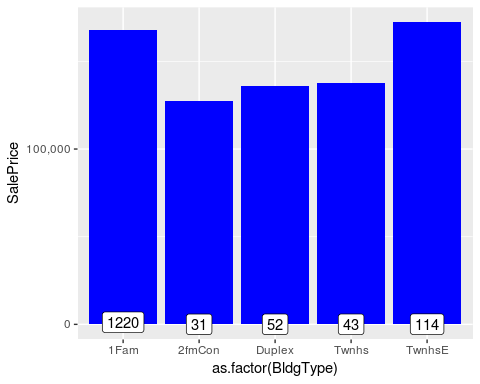 SalePrice
100,000
0
1220
31
52
43
114
1Fam
2fmCon
Duplex
Twnhs
TwnhsE
as.factor(BldgType)